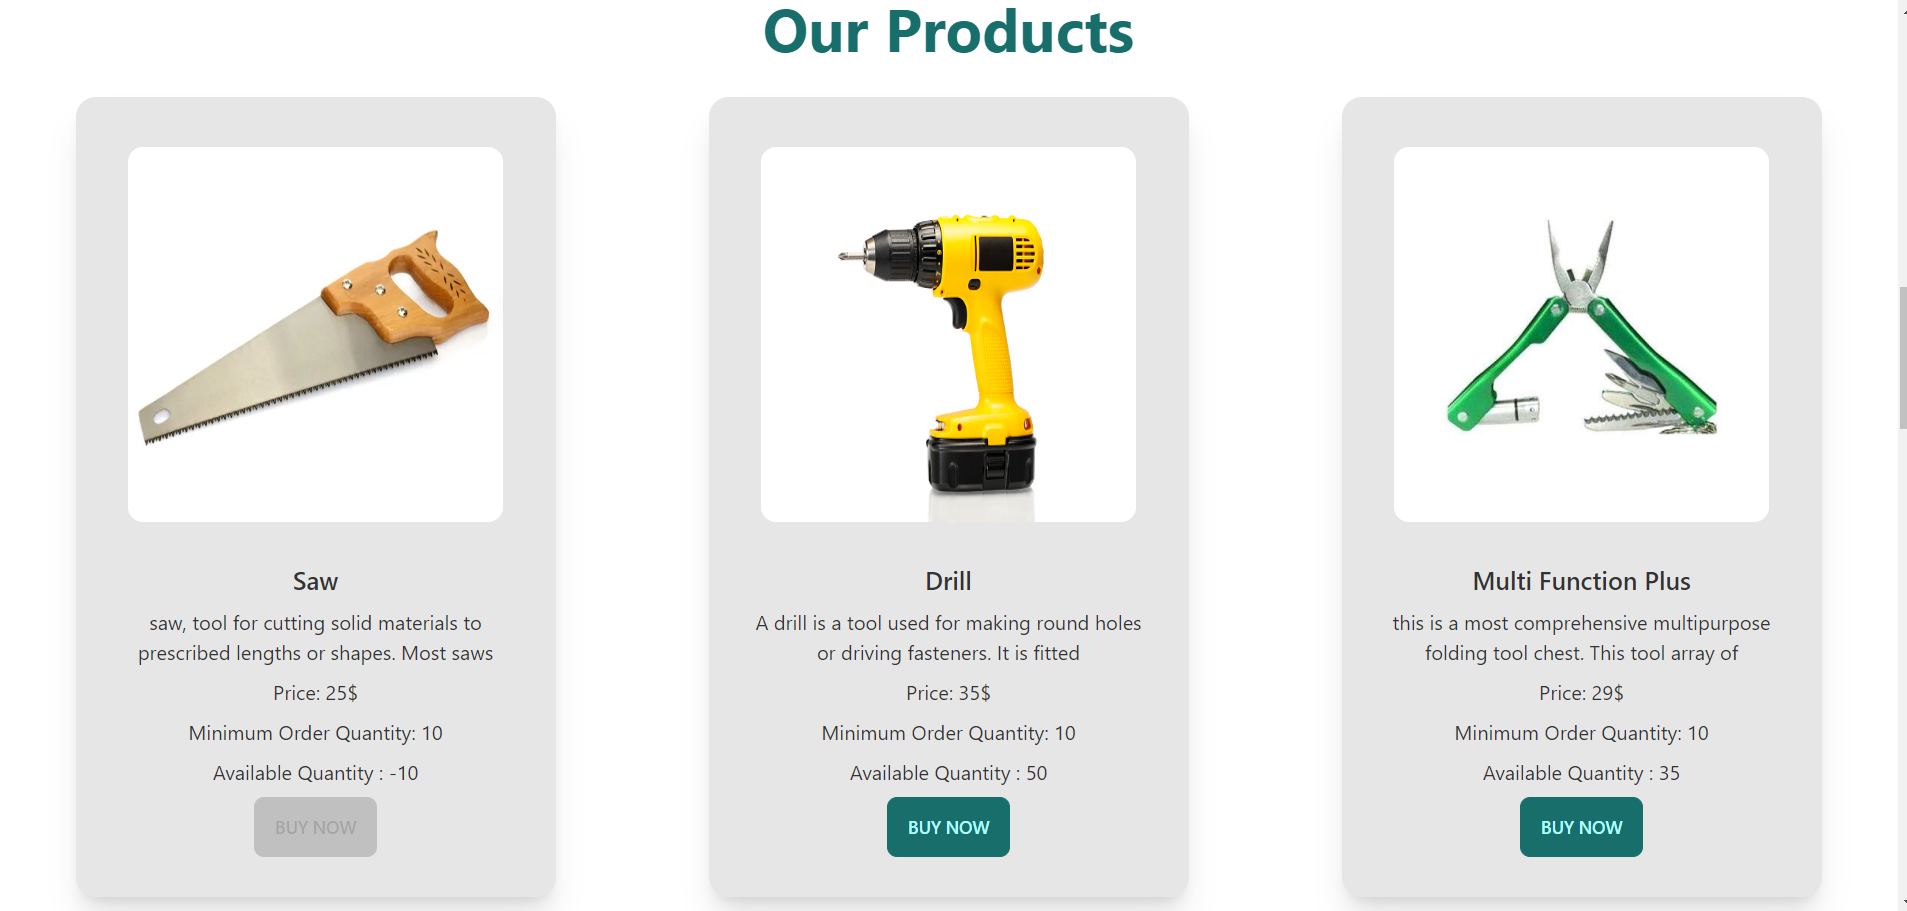 Our Products
Saw
saw, tool for cutting solid materials to
prescribed lengths or shapes. Most saws
Price: 25$
Minimum Order Quantity: 10
Available Quantity : -10
BUY NOW
Drill
A drill is a tool used for making round holes
or driving fasteners. It is fitted
Price: 35$
Minimum Order Quantity: 10
Available Quantity : 50
BUY NOW
Multi Function Plus
this is a most comprehensive multipurpose
folding tool chest. This tool array of
Price: 29$
Minimum Order Quantity: 10
Available Quantity : 35
BUY NOW